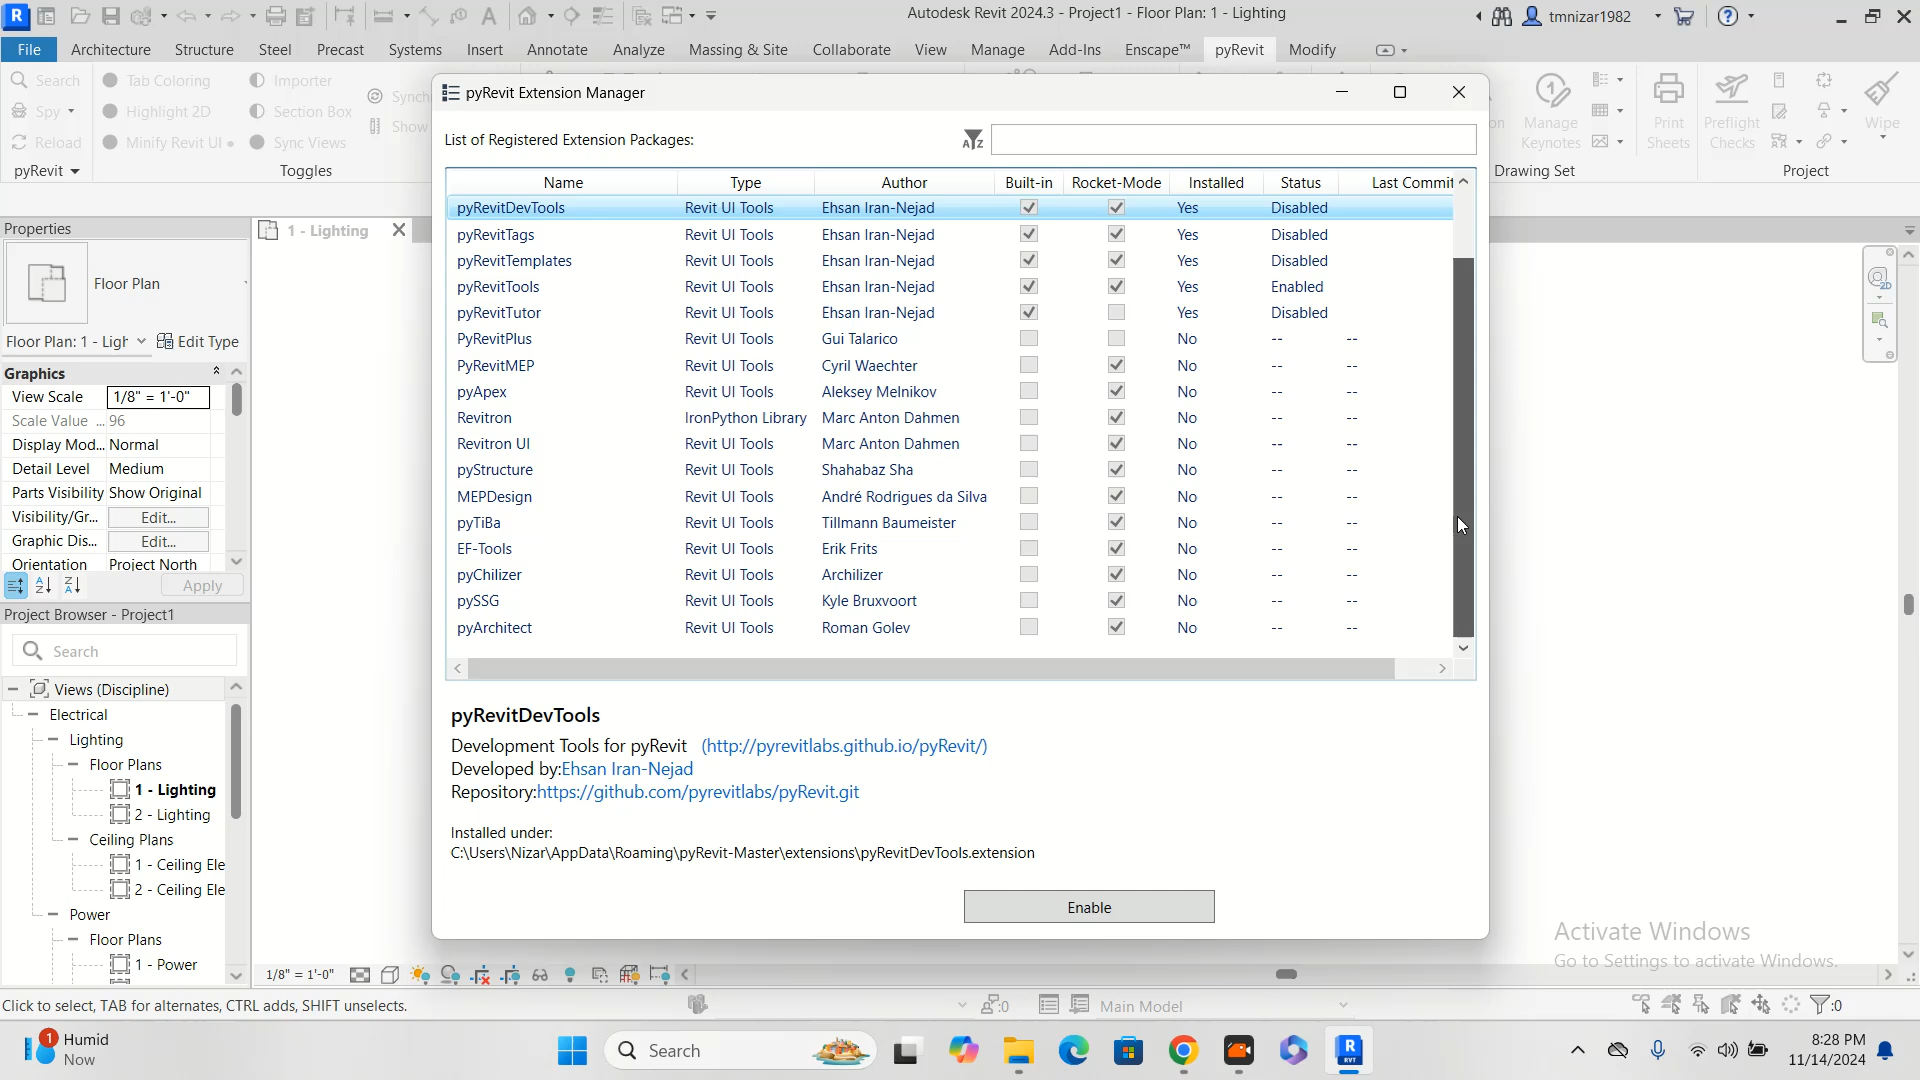 Autodesk Revit 2024.3 - Project1 - Floor Plan: 1 - Lighting
tmnizar1982
File Architecture Structure Steel Precast Systems Insert Annotate Analyze Massing & Site Collaborate View Manage Add-Ins Enscape™ pyRevit Modify
Search Tab Coloring Importer
Spy Highlight 2D Section Box
Reload Minify Revit UI Sync Views
Show
pyRevit Toggles
Manage Keynotes
Print Sheets
Preflight Checks
Wipe
Drawing Set Project
pyRevit Extension Manager
List of Registered Extension Packages:
Name Type Author Built-in Rocket-Mode Installed Status Last Commit
pyRevitDevTools Revit UI Tools Ehsan Iran-Nejad Yes Disabled
pyRevitTags Revit UI Tools Ehsan Iran-Nejad Yes Disabled
pyRevitTemplates Revit UI Tools Ehsan Iran-Nejad Yes Disabled
pyRevitTools Revit UI Tools Ehsan Iran-Nejad Yes Enabled
pyRevitTutor Revit UI Tools Ehsan Iran-Nejad Yes Disabled
PyRevitPlus Revit UI Tools Gui Talarico No -- --
PyRevitMEP Revit UI Tools Cyril Waechter No -- --
pyApex Revit UI Tools Aleksey Melnikov No -- --
Revitron IronPython Library Marc Anton Dahmen No -- --
Revitron UI Revit UI Tools Marc Anton Dahmen No -- --
pyStructure Revit UI Tools Shahabaz Sha No -- --
MEPDesign Revit UI Tools André Rodrigues da Silva No -- --
pyTiBa Revit UI Tools Tillmann Baumeister No -- --
EF-Tools Revit UI Tools Erik Frits No -- --
pyChilizer Revit UI Tools Archilizer No -- --
pySSG Revit UI Tools Kyle Bruxvoort No -- --
pyArchitect Revit UI Tools Roman Golev No -- --
pyRevitDevTools
Development Tools for pyRevit (http://pyrevitlabs.github.io/pyRevit/)
Developed by:Ehsan Iran-Nejad
Repository:https://github.com/pyrevitlabs/pyRevit.git
Installed under:
C:\Users\Nizar\AppData\Roaming\pyRevit-Master\extensions\pyRevitDevTools.extension
Enable
Properties
1 - Lighting
Floor Plan
Floor Plan: 1 - Ligh Edit Type
Graphics
View Scale 1/8" = 1'-0"
Scale Value ... 96
Display Mod... Normal
Detail Level Medium
Parts Visibility Show Original
Visibility/Gr... Edit...
Graphic Dis... Edit...
Orientation Project North
Apply
Project Browser - Project1
Search
Views (Discipline)
Electrical
Lighting
Floor Plans
1 - Lighting
2 - Lighting
Ceiling Plans
1 - Ceiling Ele
2 - Ceiling Ele
Power
Floor Plans
1 - Power
2D
1/8" = 1'-0"
Activate Windows
Go to Settings to activate Windows.
Click to select, TAB for alternates, CTRL adds, SHIFT unselects.
:0 Main Model :0
1 Humid
Now
Search
8:28 PM
11/14/2024